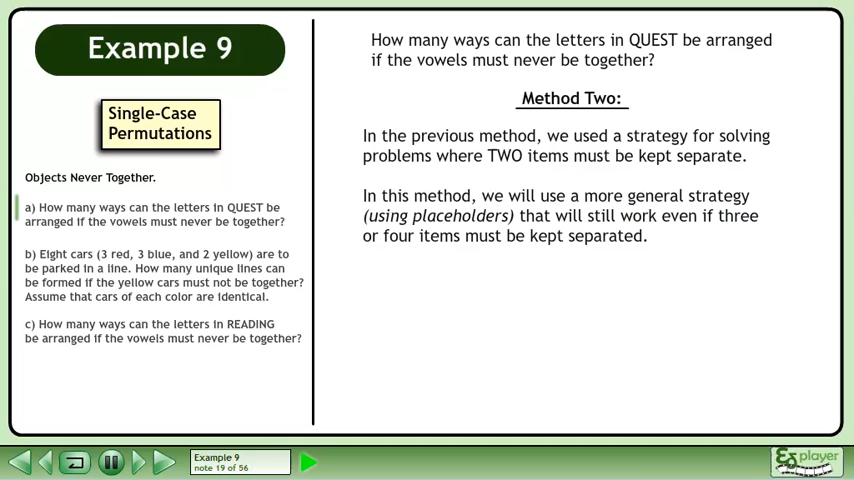 Example 9
Single-Case
Permutations
Objects Never Together.
a) How many ways can the letters in QUEST be
arranged if the vowels must never be together?
b) Eight cars (3 red, 3 blue, and 2 yellow) are to
be parked in a line. How many unique lines can
be formed if the yellow cars must not be together?
Assume that cars of each color are identical.
c) How many ways can the letters in READING
be arranged if the vowels must never be together?
How many ways can the letters in QUEST be arranged
if the vowels must never be together?
Method Two:
In the previous method, we used a strategy for solving
problems where TWO items must be kept separate.
In this method, we will use a more general strategy
(using placeholders) that will still work even if three
or four items must be kept separated.
Example 9
note 19 of 56
player